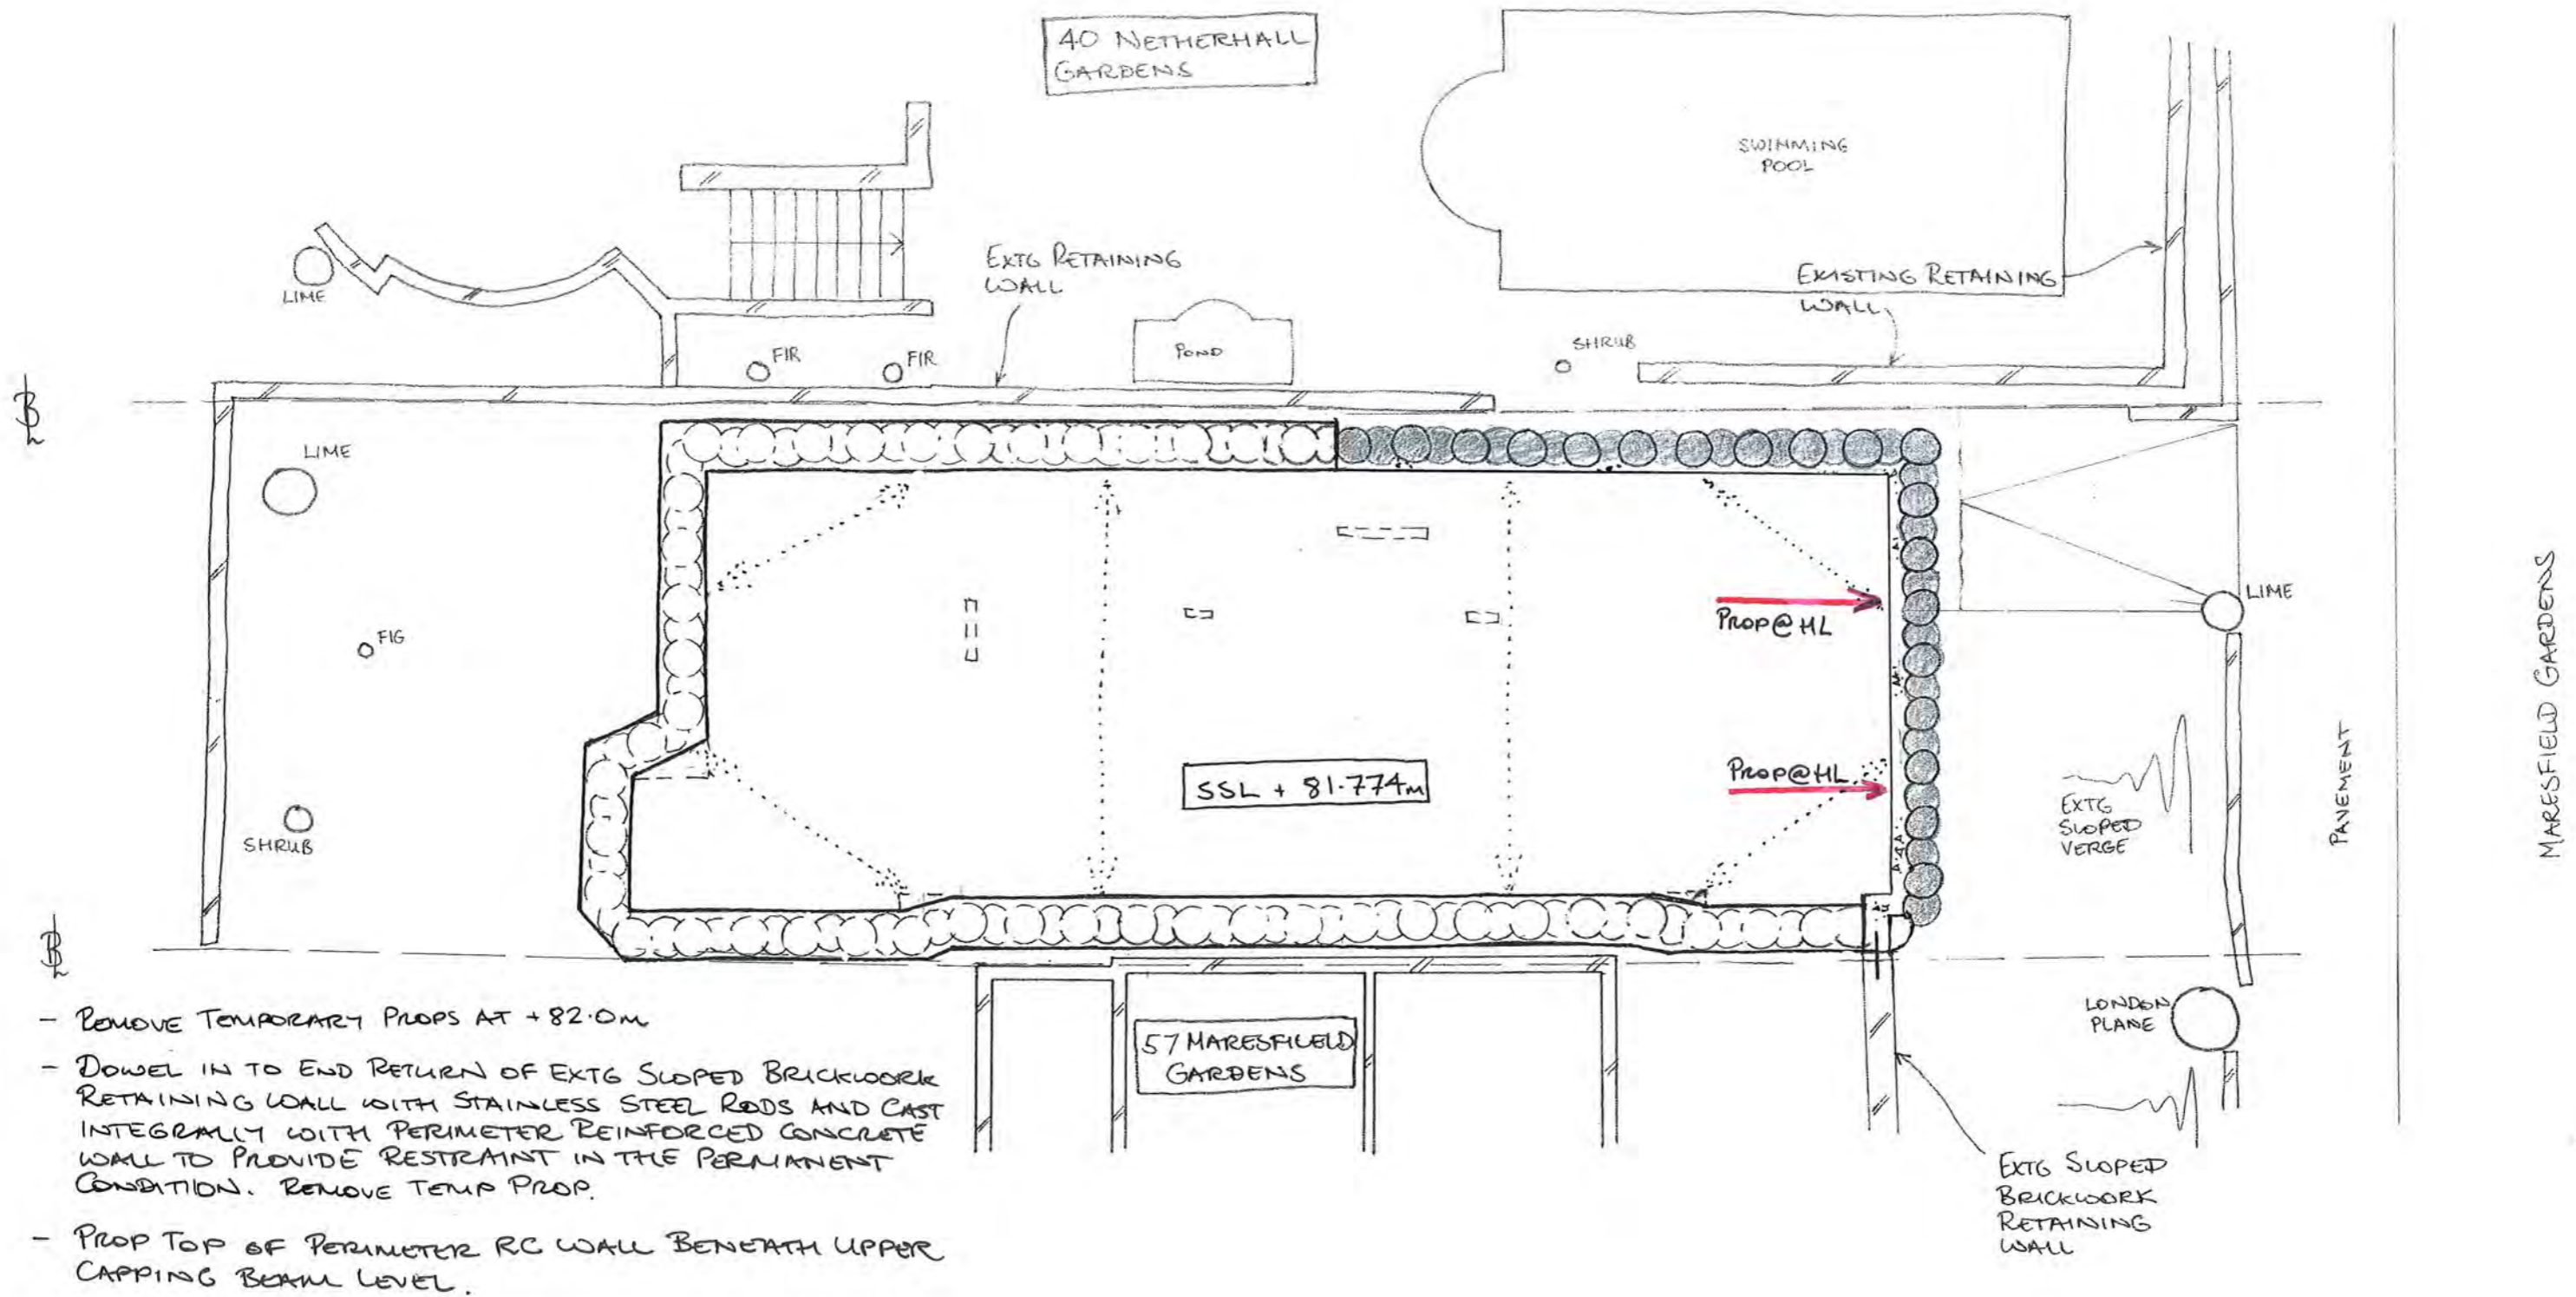 40 NETHERHALL
GARDENS
SWIMMING
POOL
EXTG RETAINING
WALL
EXISTING RETAINING
WALL
LIME
FIR
FIR
POND
SHRUB
LIME
FIG
SHRUB
PROP@HL
PROP@HL
SSL + 81.774m
LIME
EXTG
SLOPED
VERGE
PAVEMENT
MARESFIELD GARDENS
LONDON
PLANE
57 MARESFILELD
GARDENS
EXTG SLOPED
BRICKWORK
RETAINING
WALL
- REMOVE TEMPORARY PROPS AT +82.0m
- DOWEL IN TO END RETURN OF EXTG SLOPED BRICKWORK
RETAINING WALL WITH STAINLESS STEEL RODS AND CAST
INTEGRALLY WITH PERIMETER REINFORCED CONCRETE
WALL TO PROVIDE RESTRAINT IN THE PERMANENT
CONDITION. REMOVE TEMP PROP.
- PROP TOP OF PERIMETER RC WALL BENEATH UPPER
CAPPING BEAM LEVEL.